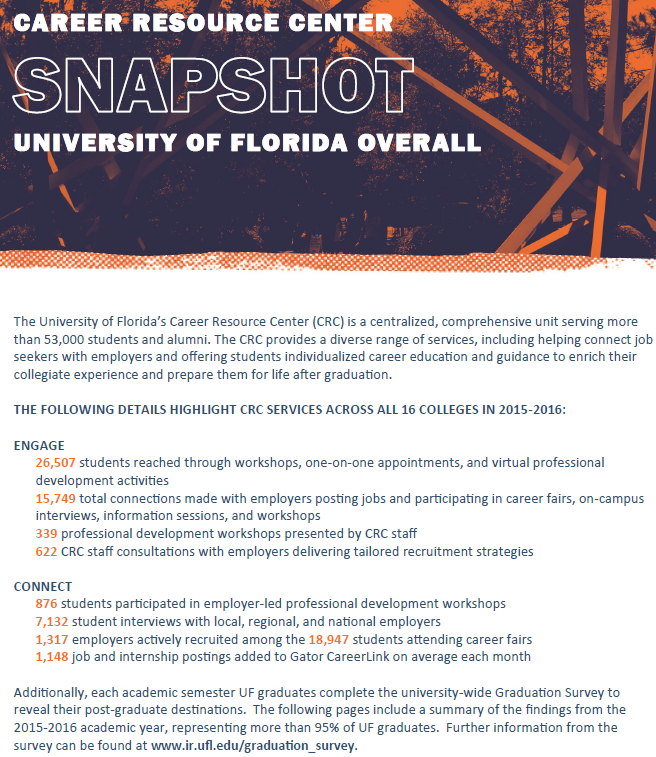 CAREER RESOURCE CENTER
SNAPSHOT
UNIVERSITY OF FLORIDA OVERALL
The University of Florida’s Career Resource Center (CRC) is a centralized, comprehensive unit serving more
than 53,000 students and alumni. The CRC provides a diverse range of services, including helping connect job
seekers with employers and offering students individualized career education and guidance to enrich their
collegiate experience and prepare them for life after graduation.
THE FOLLOWING DETAILS HIGHLIGHT CRC SERVICES ACROSS ALL 16 COLLEGES IN 2015-2016:
ENGAGE
26,507 students reached through workshops, one-on-one appointments, and virtual professional
development activities
15,749 total connections made with employers posting jobs and participating in career fairs, on-campus
interviews, information sessions, and workshops
339 professional development workshops presented by CRC staff
622 CRC staff consultations with employers delivering tailored recruitment strategies
CONNECT
876 students participated in employer-led professional development workshops
7,132 student interviews with local, regional, and national employers
1,317 employers actively recruited among the 18,947 students attending career fairs
1,148 job and internship postings added to Gator CareerLink on average each month
Additionally, each academic semester UF graduates complete the university-wide Graduation Survey to
reveal their post-graduate destinations.  The following pages include a summary of the findings from the
2015-2016 academic year, representing more than 95% of UF graduates.  Further information from the
survey can be found at www.ir.ufl.edu/graduation_survey.